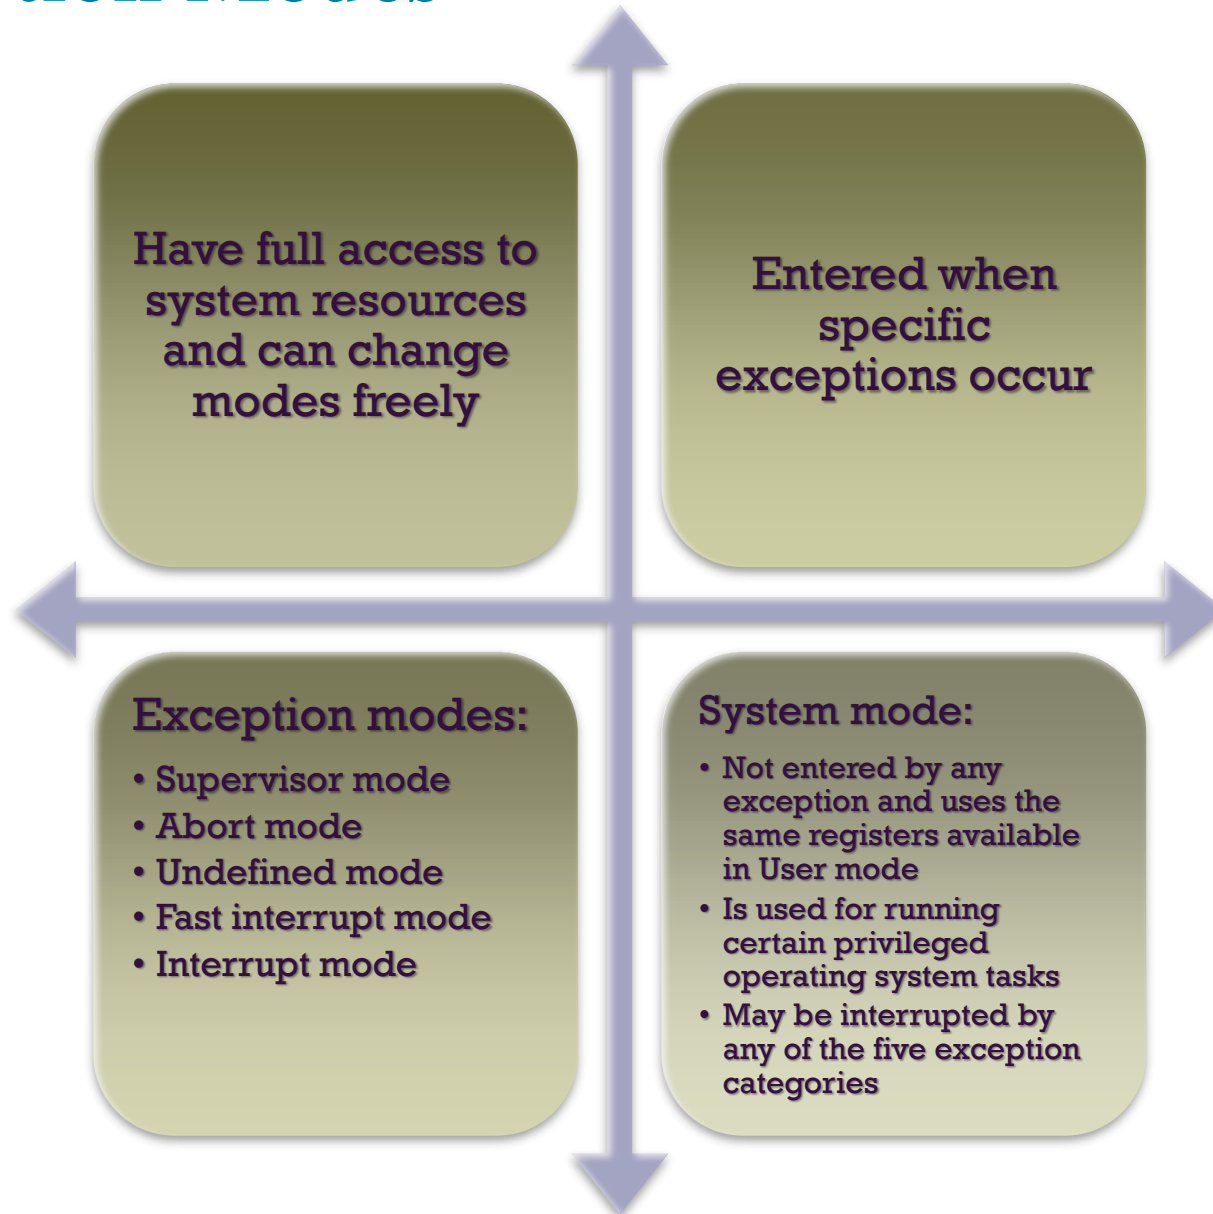 Modes
Have full access to
system resources
and can change
modes freely
Entered when
specific
exceptions occur
Exception modes:
• Supervisor mode
• Abort mode
• Undefined mode
• Fast interrupt mode
• Interrupt mode
System mode:
• Not entered by any
exception and uses the
same registers available
in User mode
• Is used for running
certain privileged
operating system tasks
• May be interrupted by
any of the five exception
categories